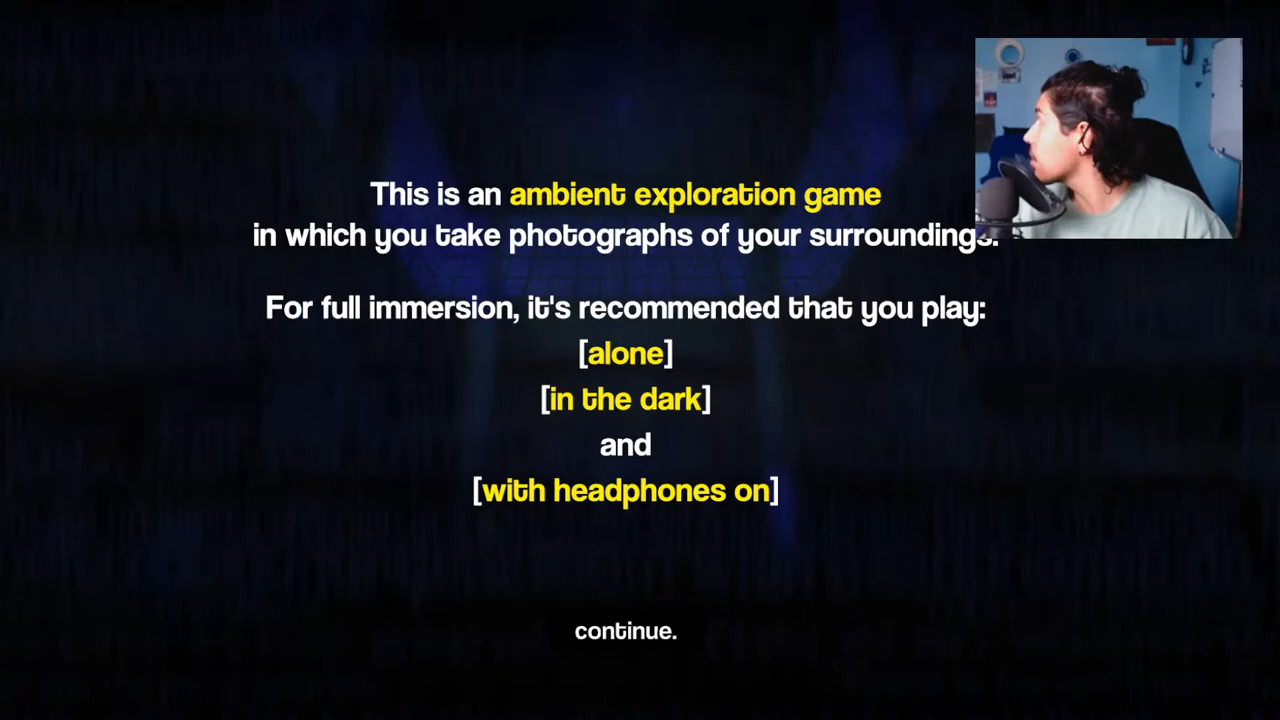 This is an ambient exploration game
in which you take photographs of your surroundings.
For full immersion, it's recommended that you play:
[alone]
[in the dark]
and
[with headphones on]
continue.